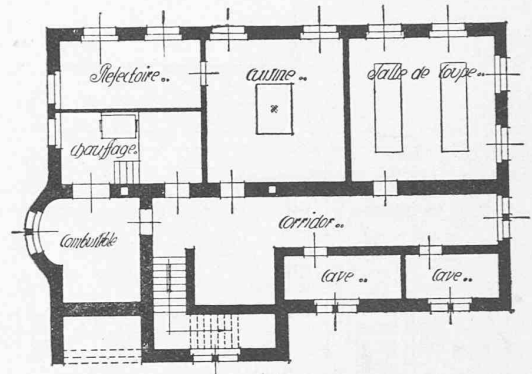 Réfectoire..
Cuisine..
Salle de Coupe..
Chauffage.
Combustible
Corridor..
Cave..
Cave..